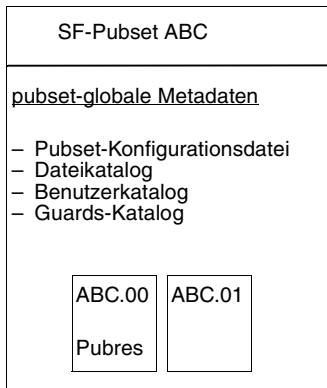 SF-Pubset ABC
pubset-globale Metadaten
– Pubset-Konfigurationsdatei
– Dateikatalog
– Benutzerkatalog
– Guards-Katalog
ABC.00 ABC.01
Pubres